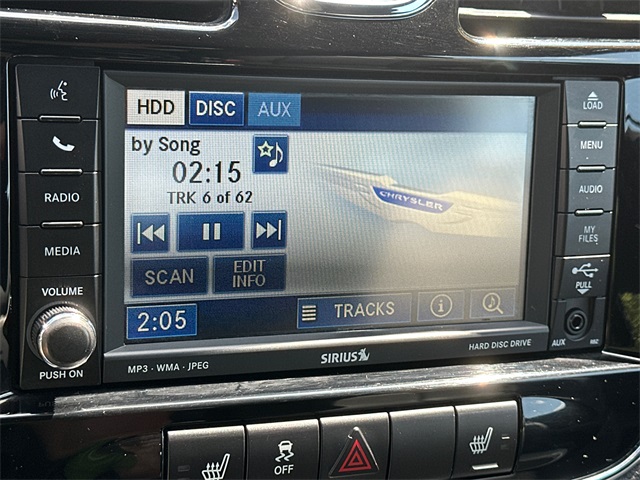 HDD DISC AUX
by Song
02:15
TRK 6 of 62
SCAN
EDIT
INFO
2:05
TRACKS
CHRYSLER
RADIO
MEDIA
VOLUME
PUSH ON
LOAD
MENU
AUDIO
MY
FILES
PULL
AUX
MP3 · WMA · JPEG
SIRIUS
HARD DISC DRIVE
OFF